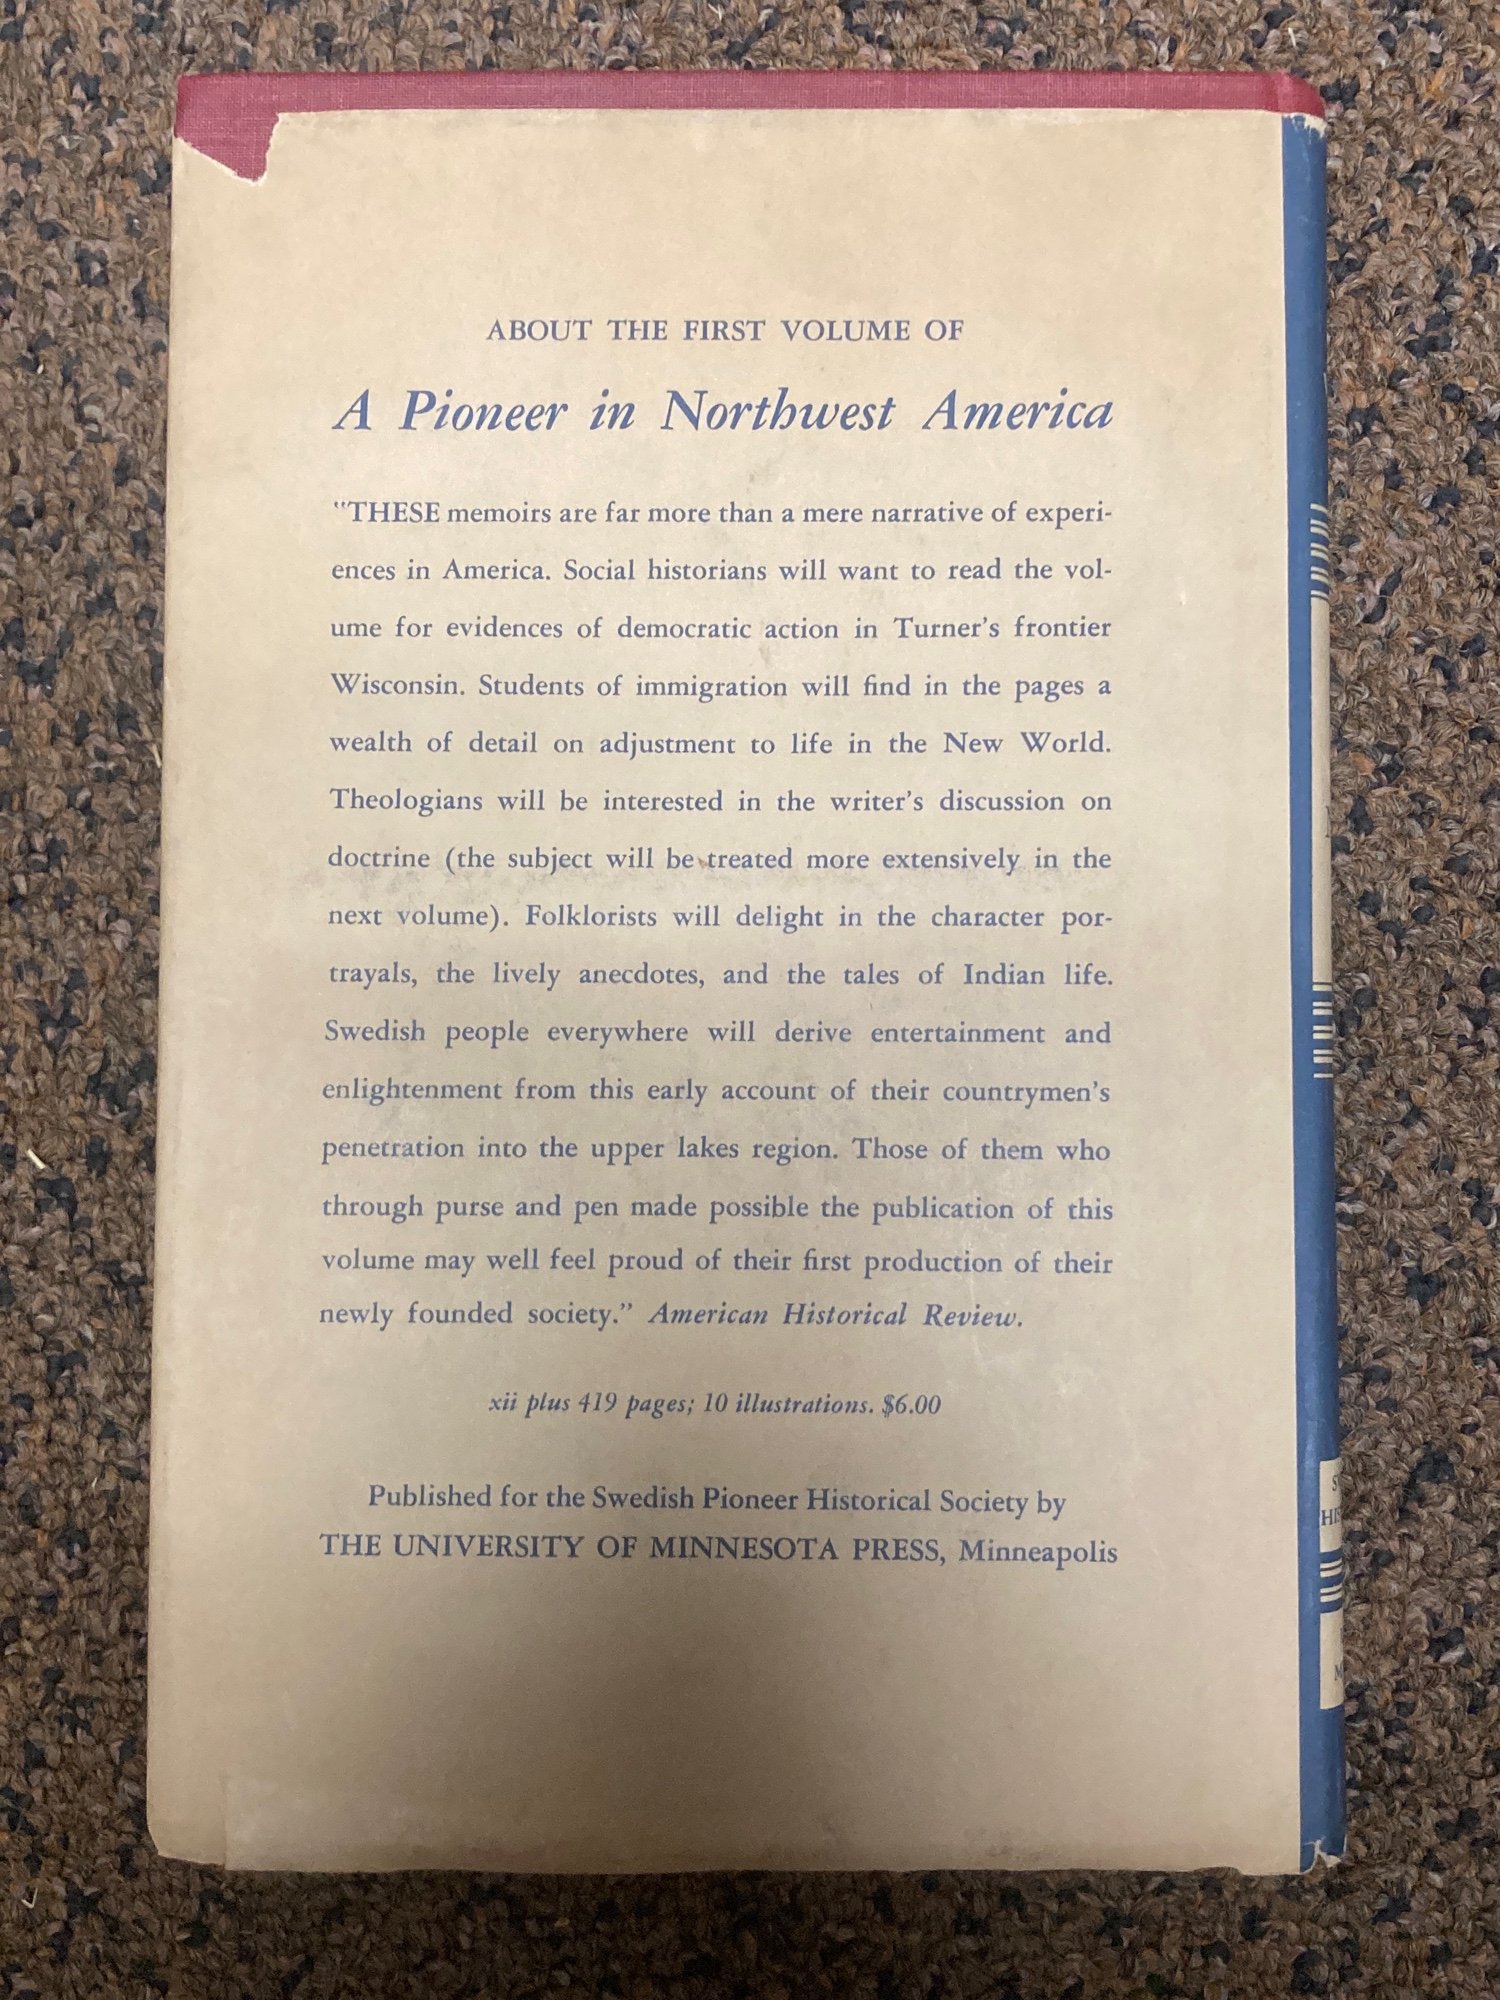 ABOUT THE FIRST VOLUME OF
A Pioneer in Northwest America
"THESE memoirs are far more than a mere narrative of experi-
ences in America. Social historians will want to read the vol-
ume for evidences of democratic action in Turner's frontier
Wisconsin. Students of immigration will find in the pages a
wealth of detail on adjustment to life in the New World.
Theologians will be interested in the writer's discussion on
doctrine (the subject will be treated more extensively in the
next volume). Folklorists will delight in the character por-
trayals, the lively anecdotes, and the tales of Indian life.
Swedish people everywhere will derive entertainment and
enlightenment from this early account of their countrymen's
penetration into the upper lakes region. Those of them who
through purse and pen made possible the publication of this
volume may well feel proud of their first production of their
newly founded society." American Historical Review.
xii plus 419 pages; 10 illustrations. $6.00
Published for the Swedish Pioneer Historical Society by
THE UNIVERSITY OF MINNESOTA PRESS, Minneapolis